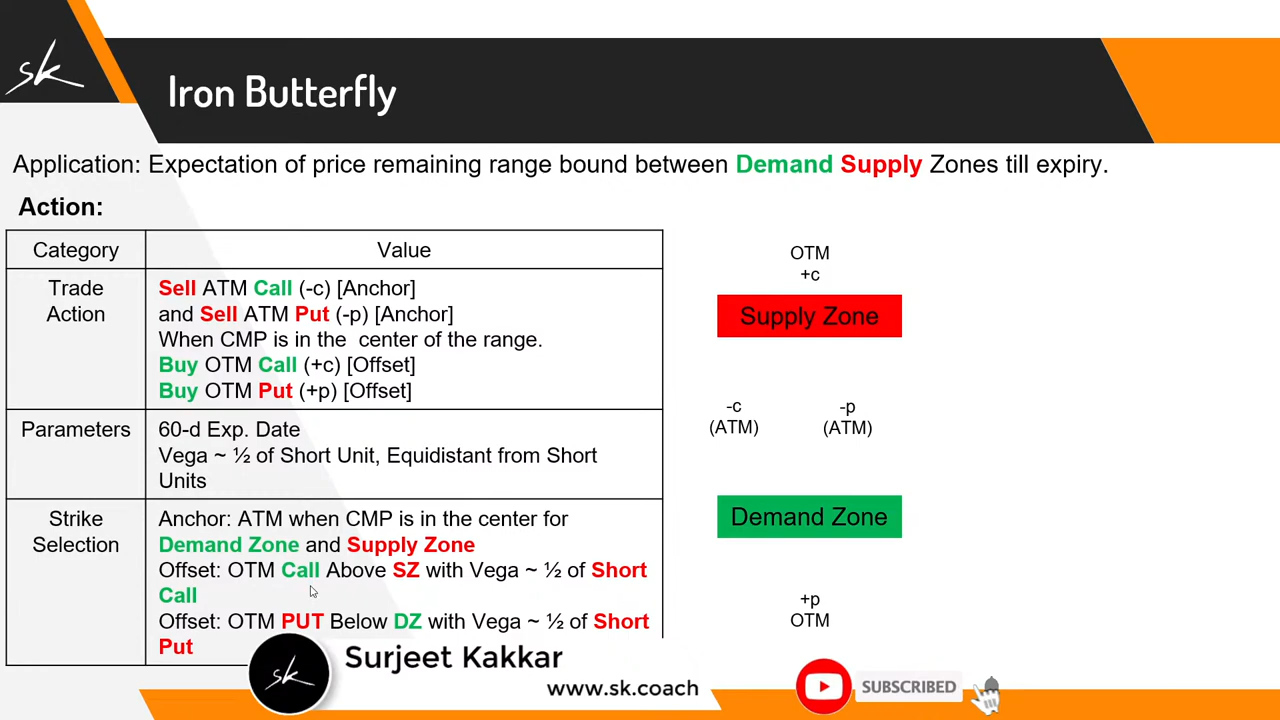 sk
Iron Butterfly
Application: Expectation of price remaining range bound between Demand Supply Zones till expiry.
Action:
Category
Value
Trade
Action
Sell ATM Call (-c) [Anchor]
and Sell ATM Put (-p) [Anchor]
When CMP is in the center of the range.
Buy OTM Call (+c) [Offset]
Buy OTM Put (+p) [Offset]
Parameters
60-d Exp. Date
Vega ~ ½ of Short Unit, Equidistant from Short
Units
Strike
Selection
Anchor: ATM when CMP is in the center for
Demand Zone and Supply Zone
Offset: OTM Call Above SZ with Vega ~ ½ of Short
Call
Offset: OTM PUT Below DZ with Vega ~ ½ of Short
Put
OTM
+c
Supply Zone
-c
(ATM)
-p
(ATM)
Demand Zone
+p
OTM
sk
Surjeet Kakkar
www.sk.coach
SUBSCRIBED